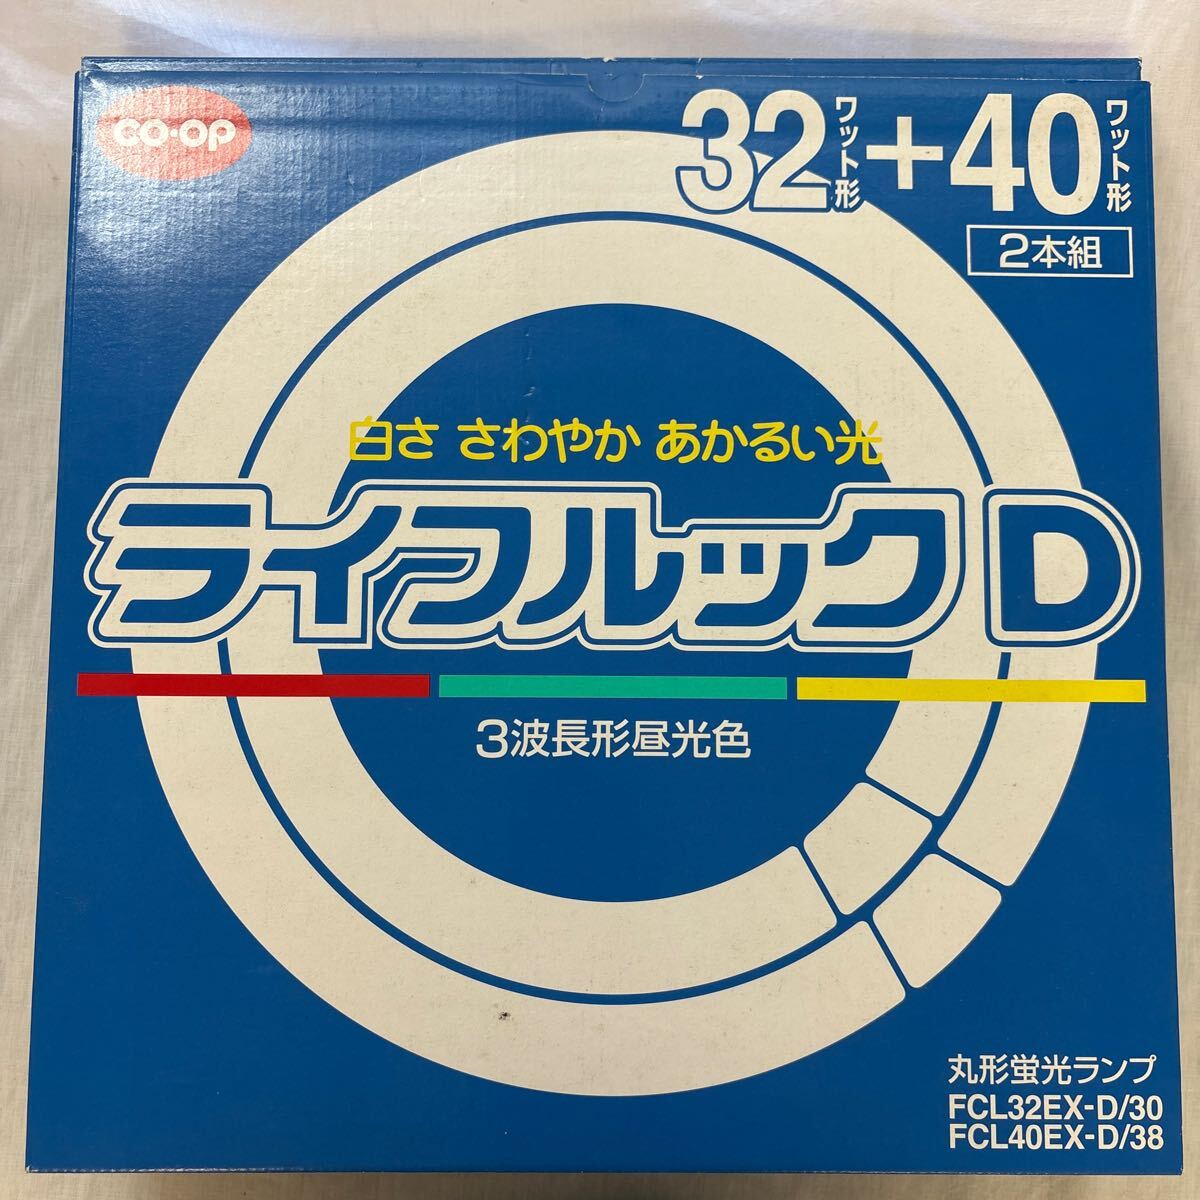 CO・OP
32ワット形+40ワット形
2本組
白さ さわやか あかるい光
ライフルックD
3波長形昼光色
丸形蛍光ランプ
FCL32EX-D/30
FCL40EX-D/38